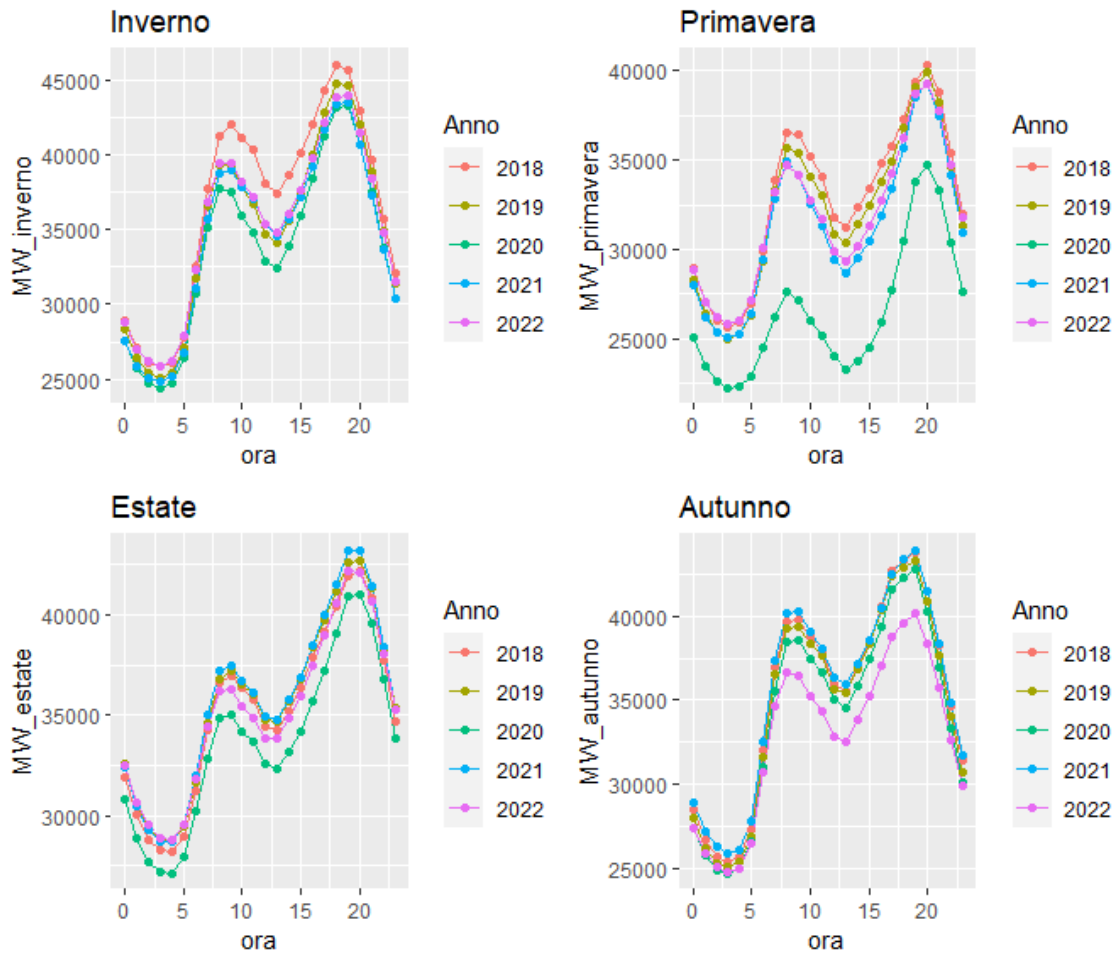 Inverno
MW_inverno
45000
40000
35000
30000
25000
0 5 10 15 20
ora
Anno
2018
2019
2020
2021
2022
Primavera
MW_primavera
40000
35000
30000
25000
0 5 10 15 20
ora
Anno
2018
2019
2020
2021
2022
Estate
MW_estate
40000
35000
30000
0 5 10 15 20
ora
Anno
2018
2019
2020
2021
2022
Autunno
MW_autunno
40000
35000
30000
25000
0 5 10 15 20
ora
Anno
2018
2019
2020
2021
2022